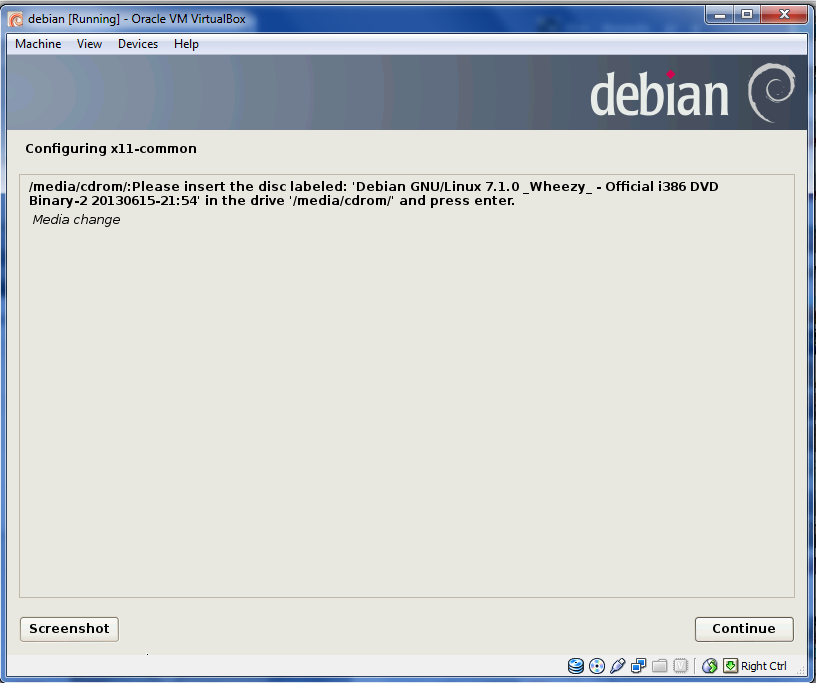 debian [Running] - Oracle VM VirtualBox
Machine View Devices Help
debian
Configuring x11-common
/media/cdrom/:Please insert the disc labeled: 'Debian GNU/Linux 7.1.0 _Wheezy_ - Official i386 DVD
Binary-2 20130615-21:54' in the drive '/media/cdrom/' and press enter.
Media change
Screenshot
Continue
Right Ctrl